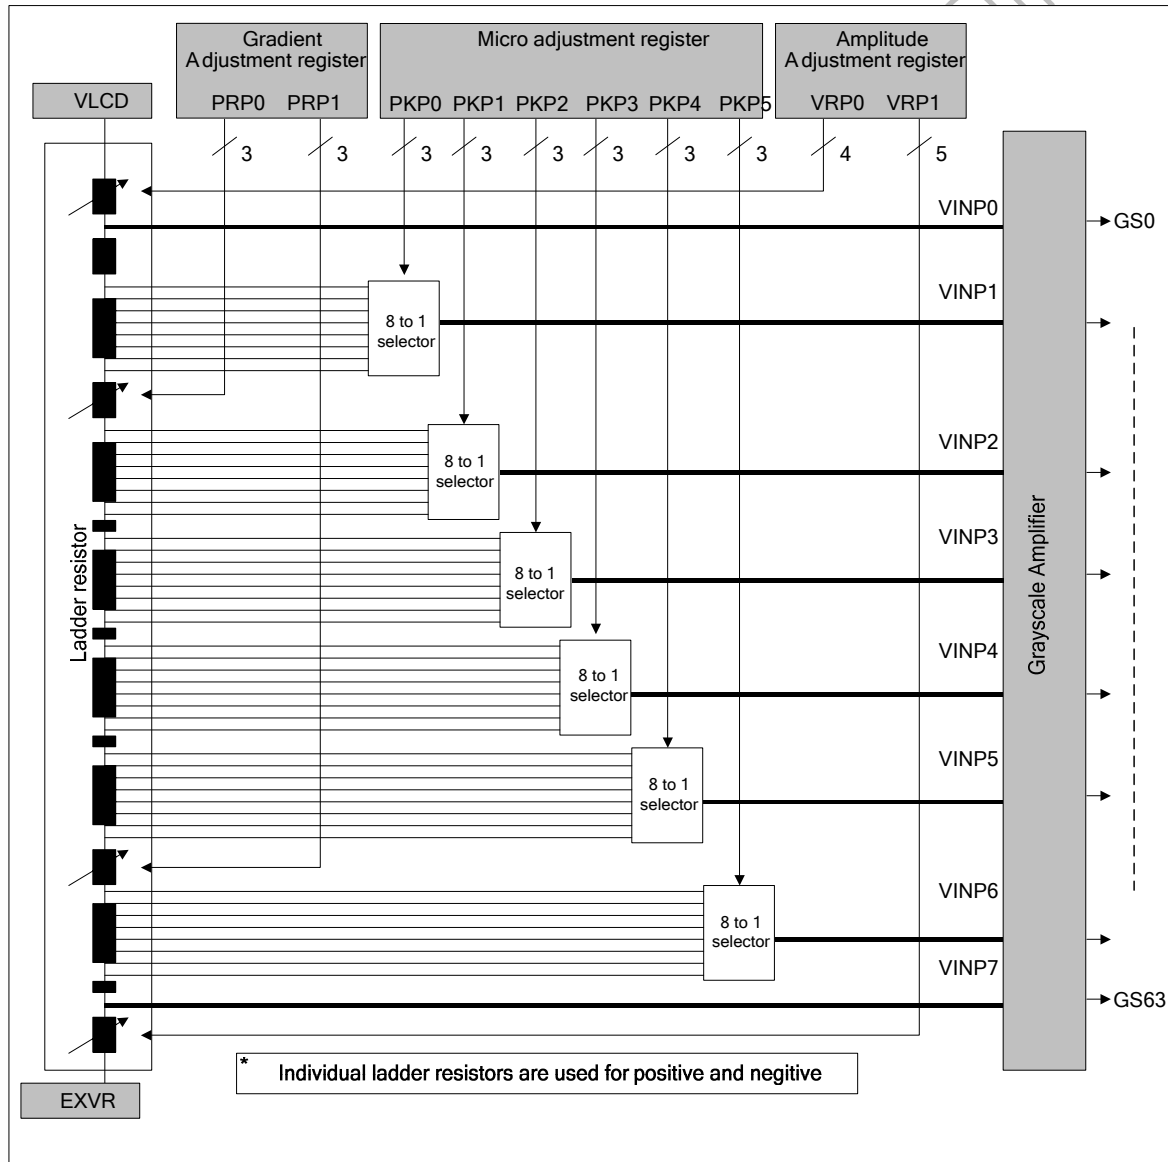 Gradient
Adjustment register
Micro adjustment register
Amplitude
Adjustment register
VLCD
PRP0 PRP1
PKP0 PKP1 PKP2 PKP3 PKP4 PKP5
VRP0 VRP1
3 3 3 3 3 3 3 3 4 5
VINP0
GS0
VINP1
8 to 1
selector
VINP2
8 to 1
selector
VINP3
8 to 1
selector
Ladder resistor
Grayscale Amplifier
VINP4
8 to 1
selector
VINP5
8 to 1
selector
VINP6
8 to 1
selector
VINP7
GS63
* Individual ladder resistors are used for positive and negitive
EXVR